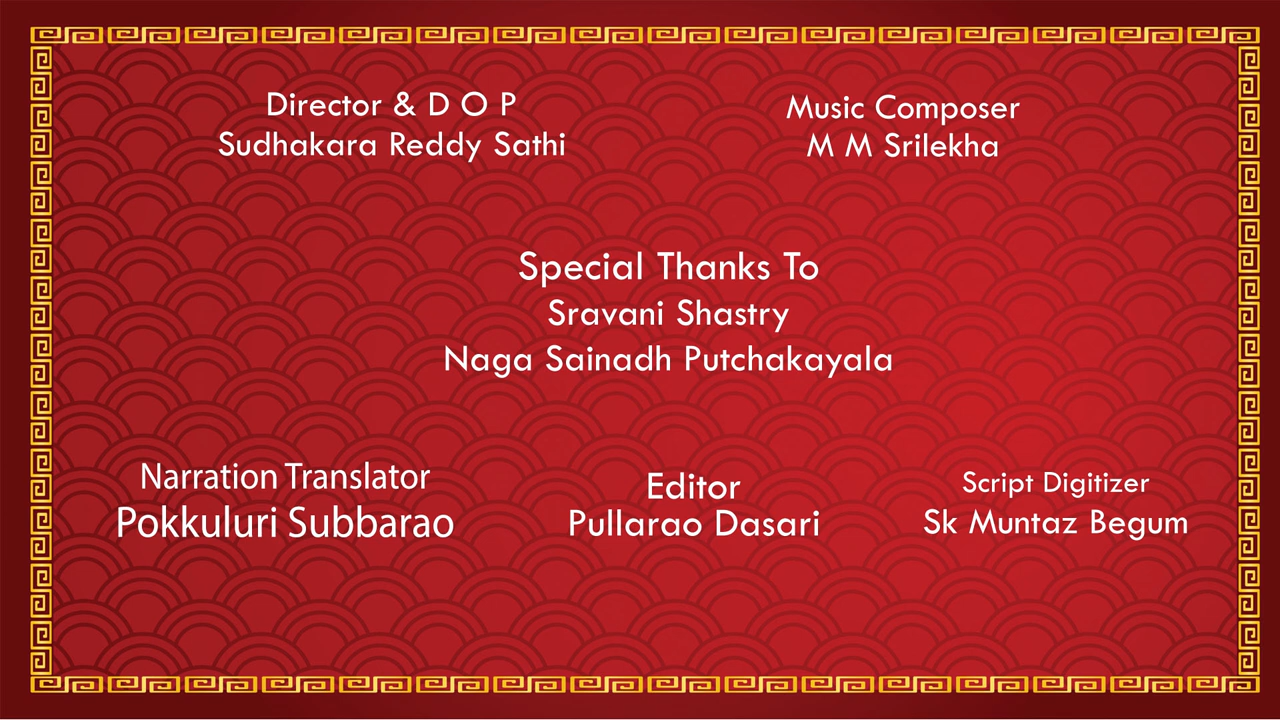 Director & D O P
Sudhakara Reddy Sathi
Music Composer
M M Srilekha
Special Thanks To
Sravani Shastry
Naga Sainadh Putchakayala
Narration Translator
Pokkuluri Subbarao
Editor
Pullarao Dasari
Script Digitizer
Sk Muntaz Begum